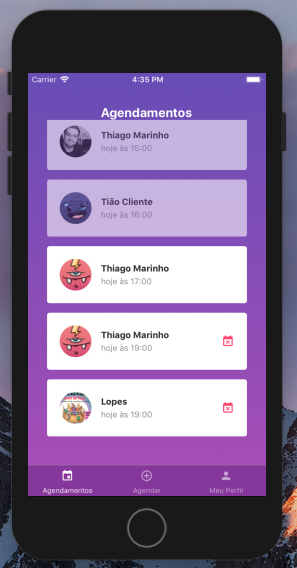 Carrier 4:35 PM
Agendamentos
Thiago Marinho
hoje às 15:00
Tião Cliente
hoje às 16:00
Thiago Marinho
hoje às 17:00
Thiago Marinho
hoje às 19:00
Lopes
hoje às 19:00
Agendamentos Agendar Meu Perfil